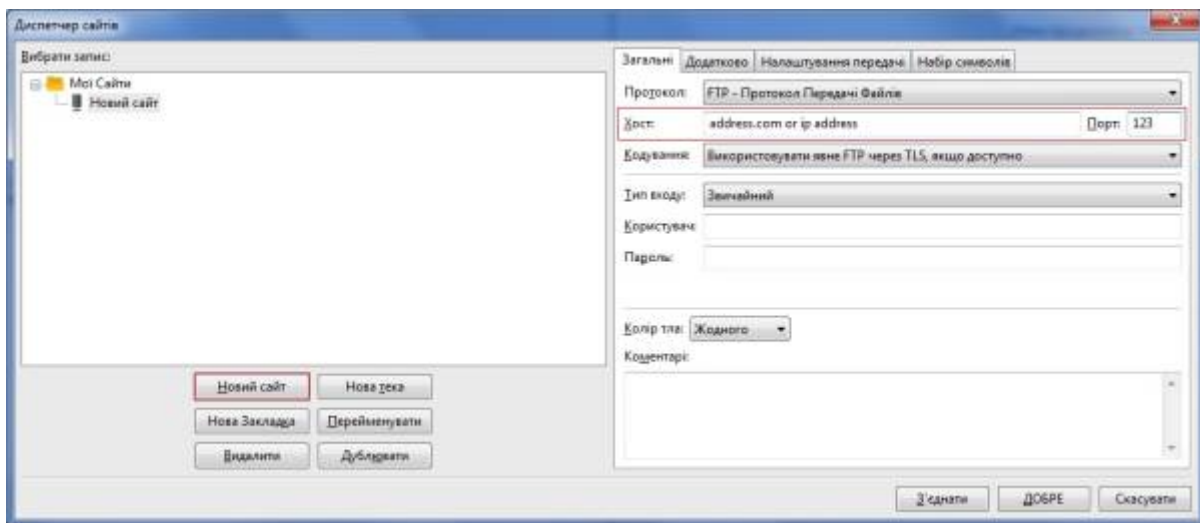 Диспетчер сайтів
Вибрати запис:
Мої Сайти
Новий сайт
Новий сайт
Нова тека
Нова Закладка
Перейменувати
Видалити
Дублювати
Загальні Додатково Налаштування передачі Набір символів
Протокол: FTP - Протокол Передачі Файлів
Хост: address.com or ip address Порт: 123
Кодування: Використовувати явне FTP через TLS, якщо доступно
Тип входу: Звичайний
Користувач:
Пароль:
Колір тла: Жодного
Коментарі:
З'єднати ДОБРЕ Скасувати